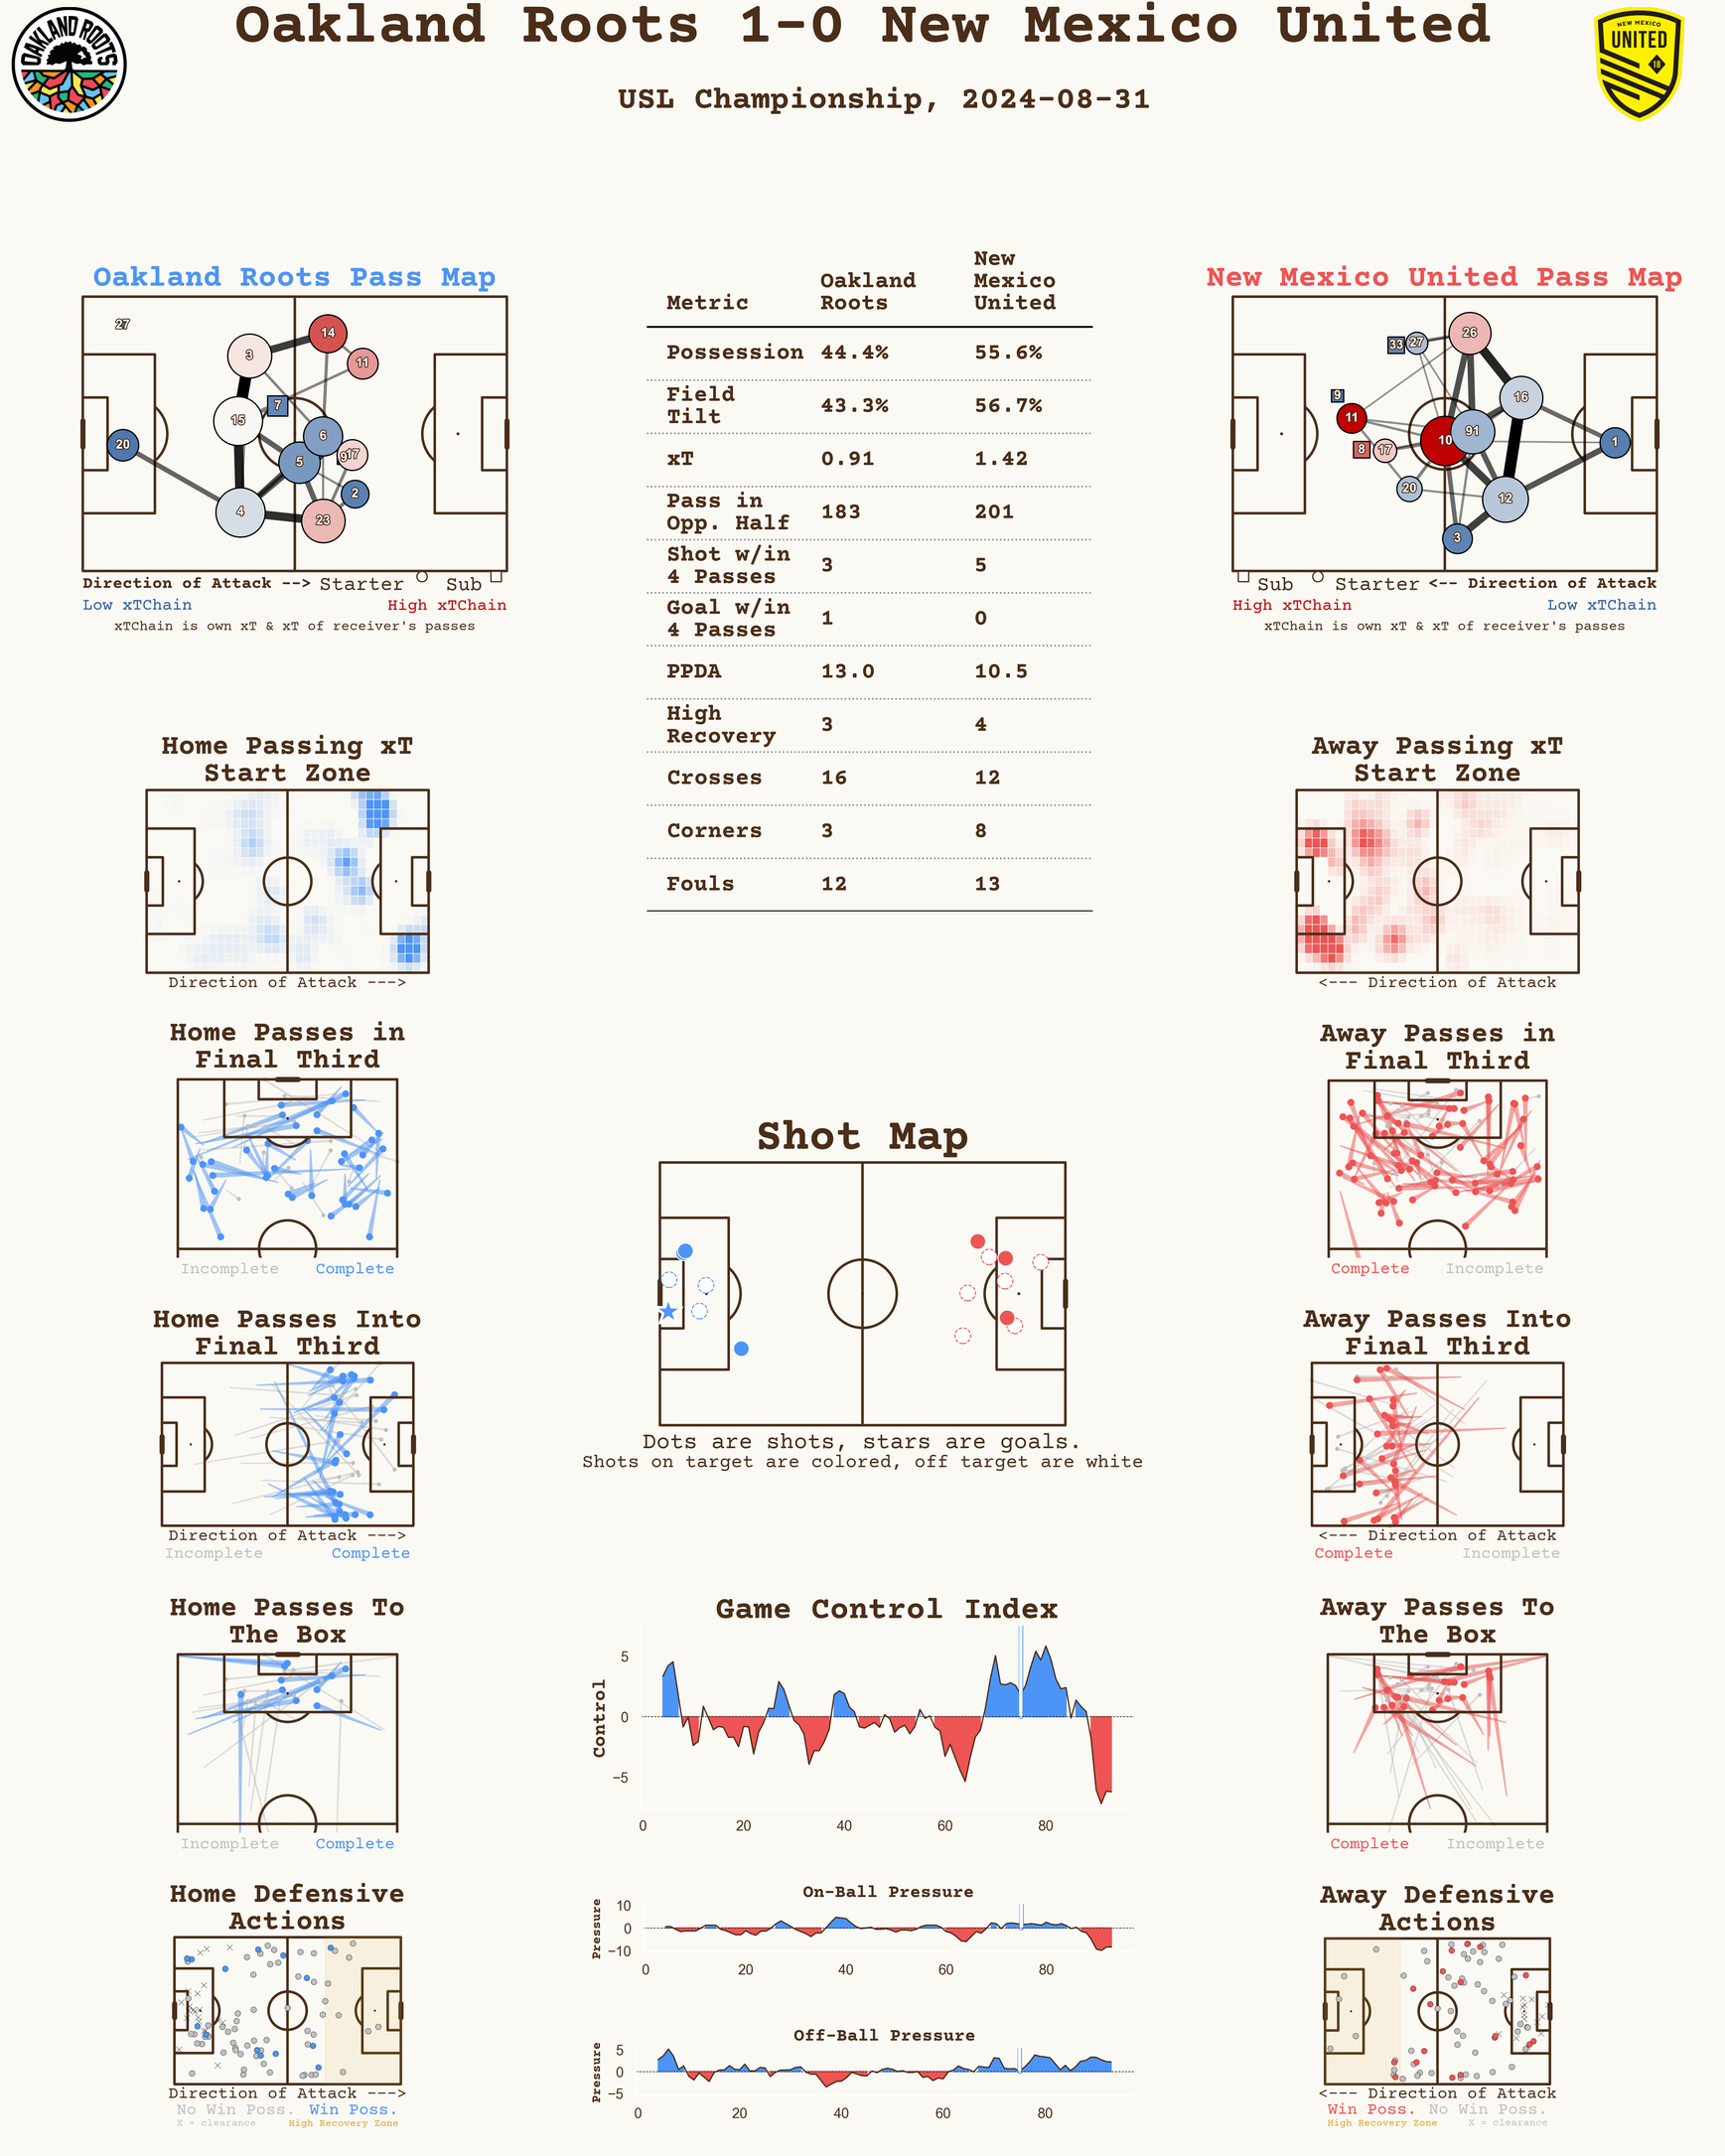 Oakland Roots 1-0 New Mexico United
USL Championship, 2024-08-31
OAKLAND ROOTS
NEW MEXICO
UNITED
18
Oakland Roots Pass Map
27
14
3
11
7
15
6
20
5
9
17
2
4
23
Direction of Attack --> Starter Sub
Low xTChain High xTChain
xTChain is own xT & xT of receiver's passes
Metric Oakland Roots New Mexico United
Possession 44.4% 55.6%
Field Tilt 43.3% 56.7%
xT 0.91 1.42
Pass in Opp. Half 183 201
Shot w/in 4 Passes 3 5
Goal w/in 4 Passes 1 0
PPDA 13.0 10.5
High Recovery 3 4
Crosses 16 12
Corners 3 8
Fouls 12 13
New Mexico United Pass Map
26
33
27
9
16
11
91
10
1
8
17
20
12
3
Sub Starter <-- Direction of Attack
High xTChain Low xTChain
xTChain is own xT & xT of receiver's passes
Home Passing xT
Start Zone
Direction of Attack --->
Away Passing xT
Start Zone
<--- Direction of Attack
Home Passes in
Final Third
Incomplete Complete
Away Passes in
Final Third
Complete Incomplete
Shot Map
Dots are shots, stars are goals.
Shots on target are colored, off target are white
Home Passes Into
Final Third
Direction of Attack --->
Incomplete Complete
Away Passes Into
Final Third
<--- Direction of Attack
Complete Incomplete
Home Passes To
The Box
Incomplete Complete
Game Control Index
Control
5
0
−5
0 20 40 60 80
Away Passes To
The Box
Complete Incomplete
Home Defensive
Actions
Direction of Attack --->
No Win Poss. Win Poss.
X = clearance High Recovery Zone
On-Ball Pressure
Pressure
10
0
−10
0 20 40 60 80
Off-Ball Pressure
Pressure
5
0
−5
0 20 40 60 80
Away Defensive
Actions
<--- Direction of Attack
Win Poss. No Win Poss.
High Recovery Zone X = clearance